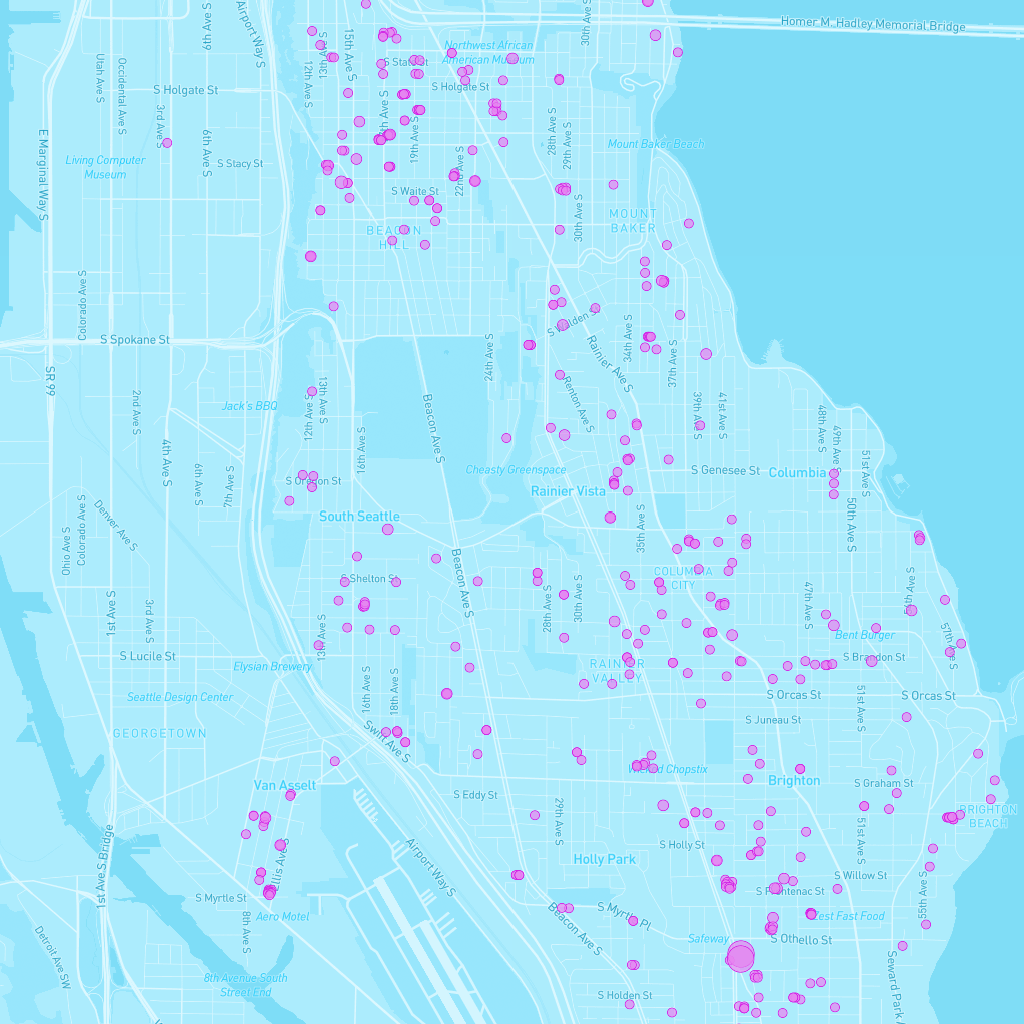 Homer M. Hadley Memorial Bridge
6th Ave S
Airport Way S
15th Ave S
13th Ave S
12th Ave S
30th Ave S
Northwest African
American Museum
S State St
S Holgate St
S Holgate St
Utah Ave S
Occidental Ave S
3rd Ave S
6th Ave S
E Marginal Way S
Living Computer
Museum
S Stacy St
19th Ave S
22nd Ave S
28th Ave S
29th Ave S
30th Ave S
Mount Baker Beach
S Waite St
BEACON
HILL
MOUNT
BAKER
Colorado Ave S
S Spokane St
24th Ave S
S Walden St
Rainier Ave S
34th Ave S
37th Ave S
SR 99
2nd Ave S
4th Ave S
6th Ave S
7th Ave S
Jack's BBQ
12th Ave S
13th Ave S
16th Ave S
Beacon Ave S
Renton Ave S
39th Ave S
41st Ave S
48th Ave S
49th Ave S
51st Ave S
50th Ave S
Cheasty Greenspace
S Genesee St
Columbia
Rainier Vista
S Oregon St
South Seattle
Denver Ave S
Ohio Ave S
Colorado Ave S
35th Ave S
COLUMBIA
CITY
S Shelton St
Beacon Ave S
28th Ave S
30th Ave S
47th Ave S
57th Ave S
1st Ave S
3rd Ave S
13th Ave S
Bent Burger
S Lucile St
Elysian Brewery
RAINIER
VALLEY
S Brandon St
Seattle Design Center
16th Ave S
18th Ave S
S Orcas St
S Orcas St
51st Ave S
S Juneau St
GEORGETOWN
Swift Ave S
Wicked Chopstix
Brighton
S Graham St
Van Asselt
S Eddy St
29th Ave S
BRIGHTON
BEACH
51st Ave S
1st Ave S Bridge
Ellis Ave S
Airport Way S
S Holly St
Holly Park
S Willow St
S Frontenac St
55th Ave S
S Myrtle St
8th Ave S
Aero Motel
S Myrtle Pl
Beacon Ave S
Zest Fast Food
Safeway
S Othello St
Detroit Ave SW
8th Avenue South
Street End
S Holden St
Seward Park A